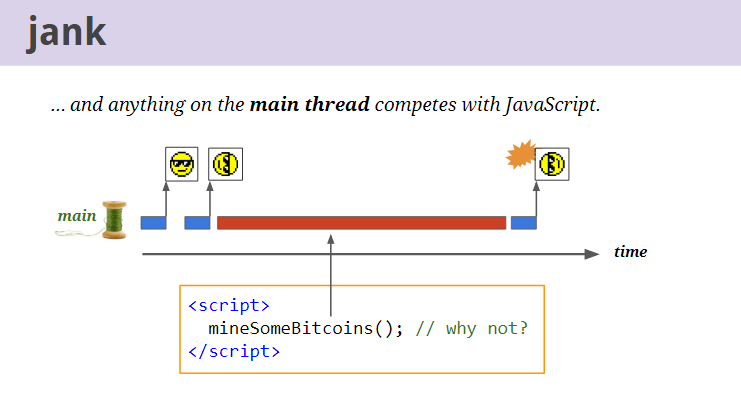 jank
... and anything on the main thread competes with JavaScript.
main
time
<script>
mineSomeBitcoins(); // why not?
</script>